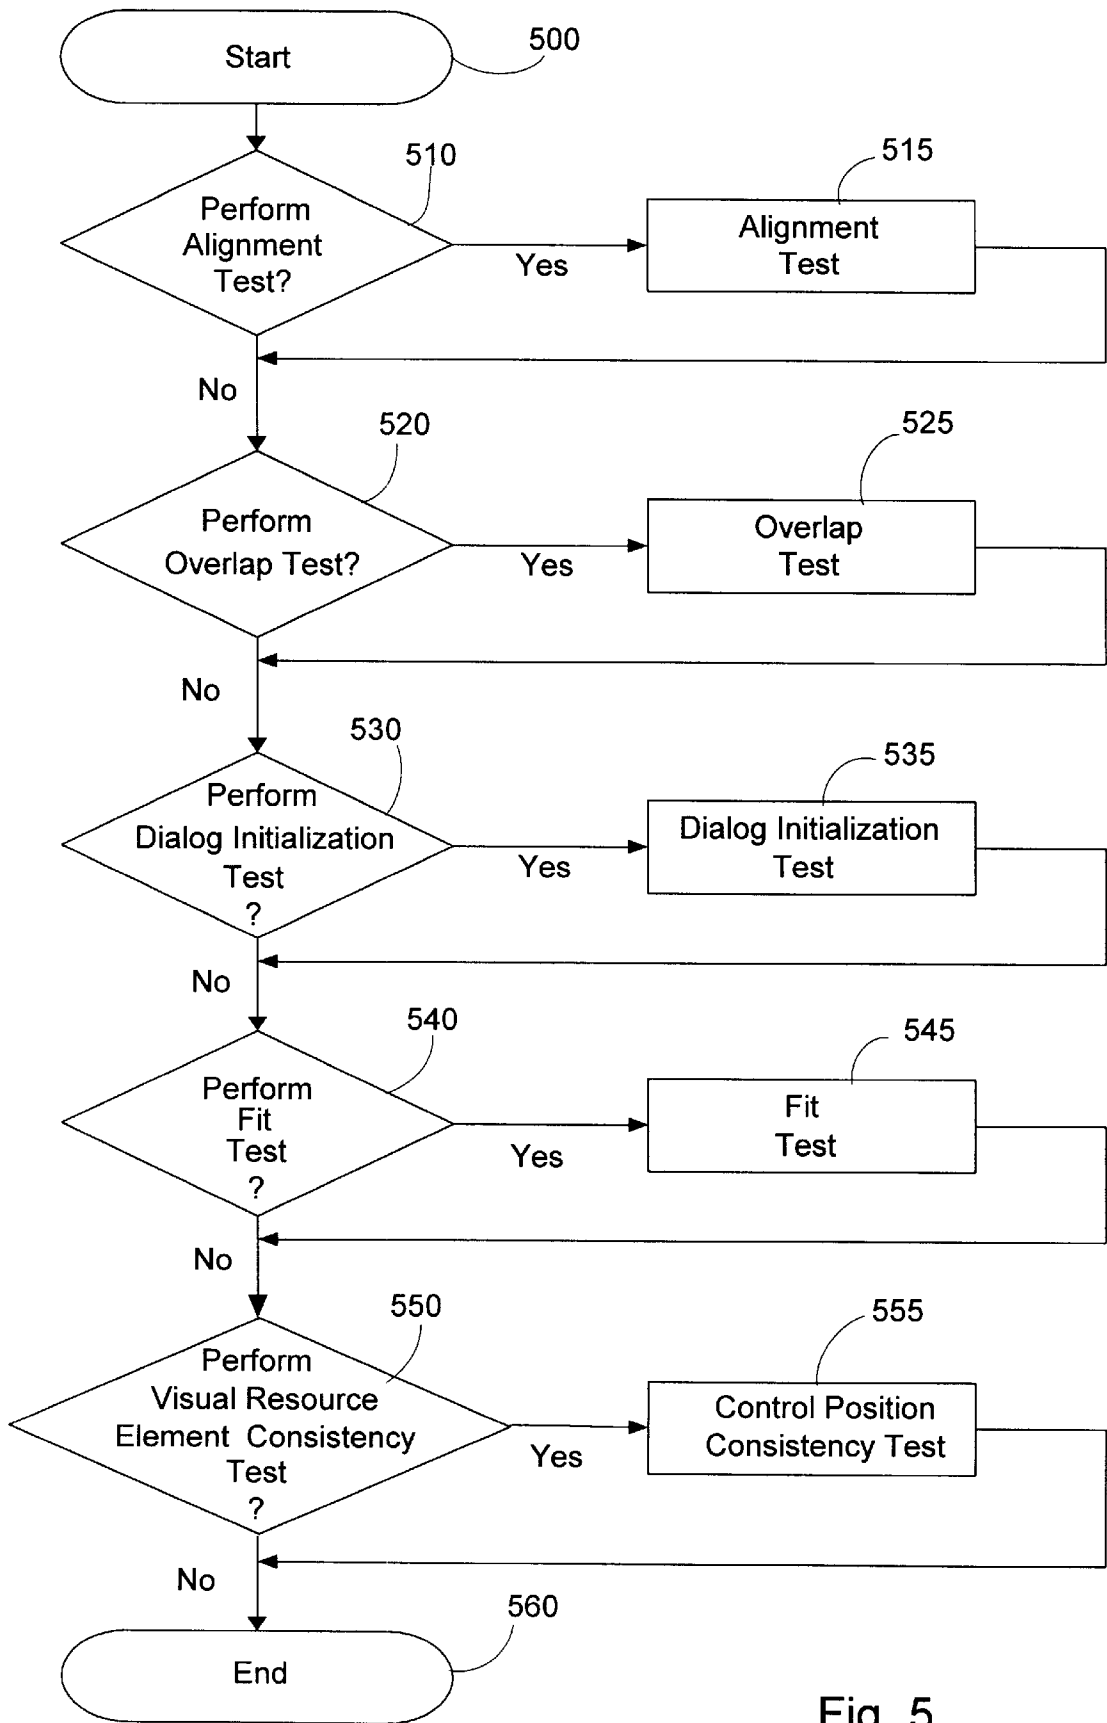 Start
500
510
Perform
Alignment
Test?
Yes
515
Alignment
Test
No
520
Perform
Overlap Test?
Yes
525
Overlap
Test
No
530
Perform
Dialog Initialization
Test
?
Yes
535
Dialog Initialization
Test
No
540
Perform
Fit
Test
?
Yes
545
Fit
Test
No
550
Perform
Visual Resource
Element Consistency
Test
?
Yes
555
Control Position
Consistency Test
No
560
End
Fig. 5